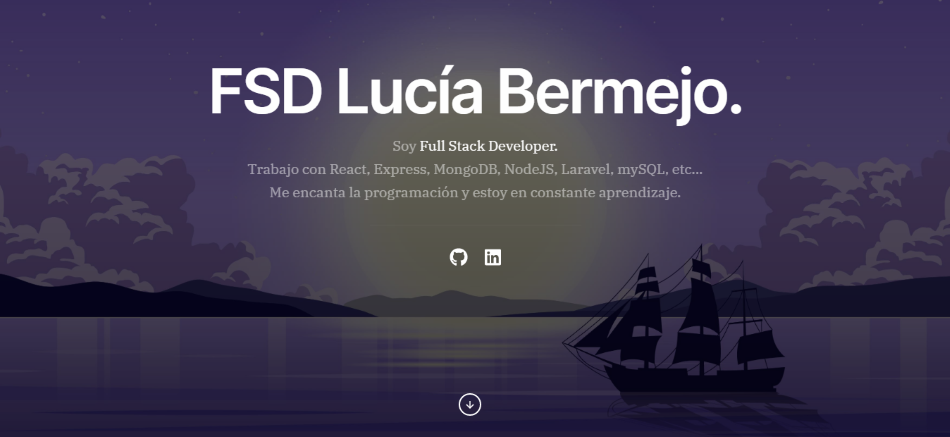 FSD Lucía Bermejo.
Soy Full Stack Developer.
Trabajo con React, Express, MongoDB, NodeJS, Laravel, mySQL, etc...
Me encanta la programación y estoy en constante aprendizaje.
in